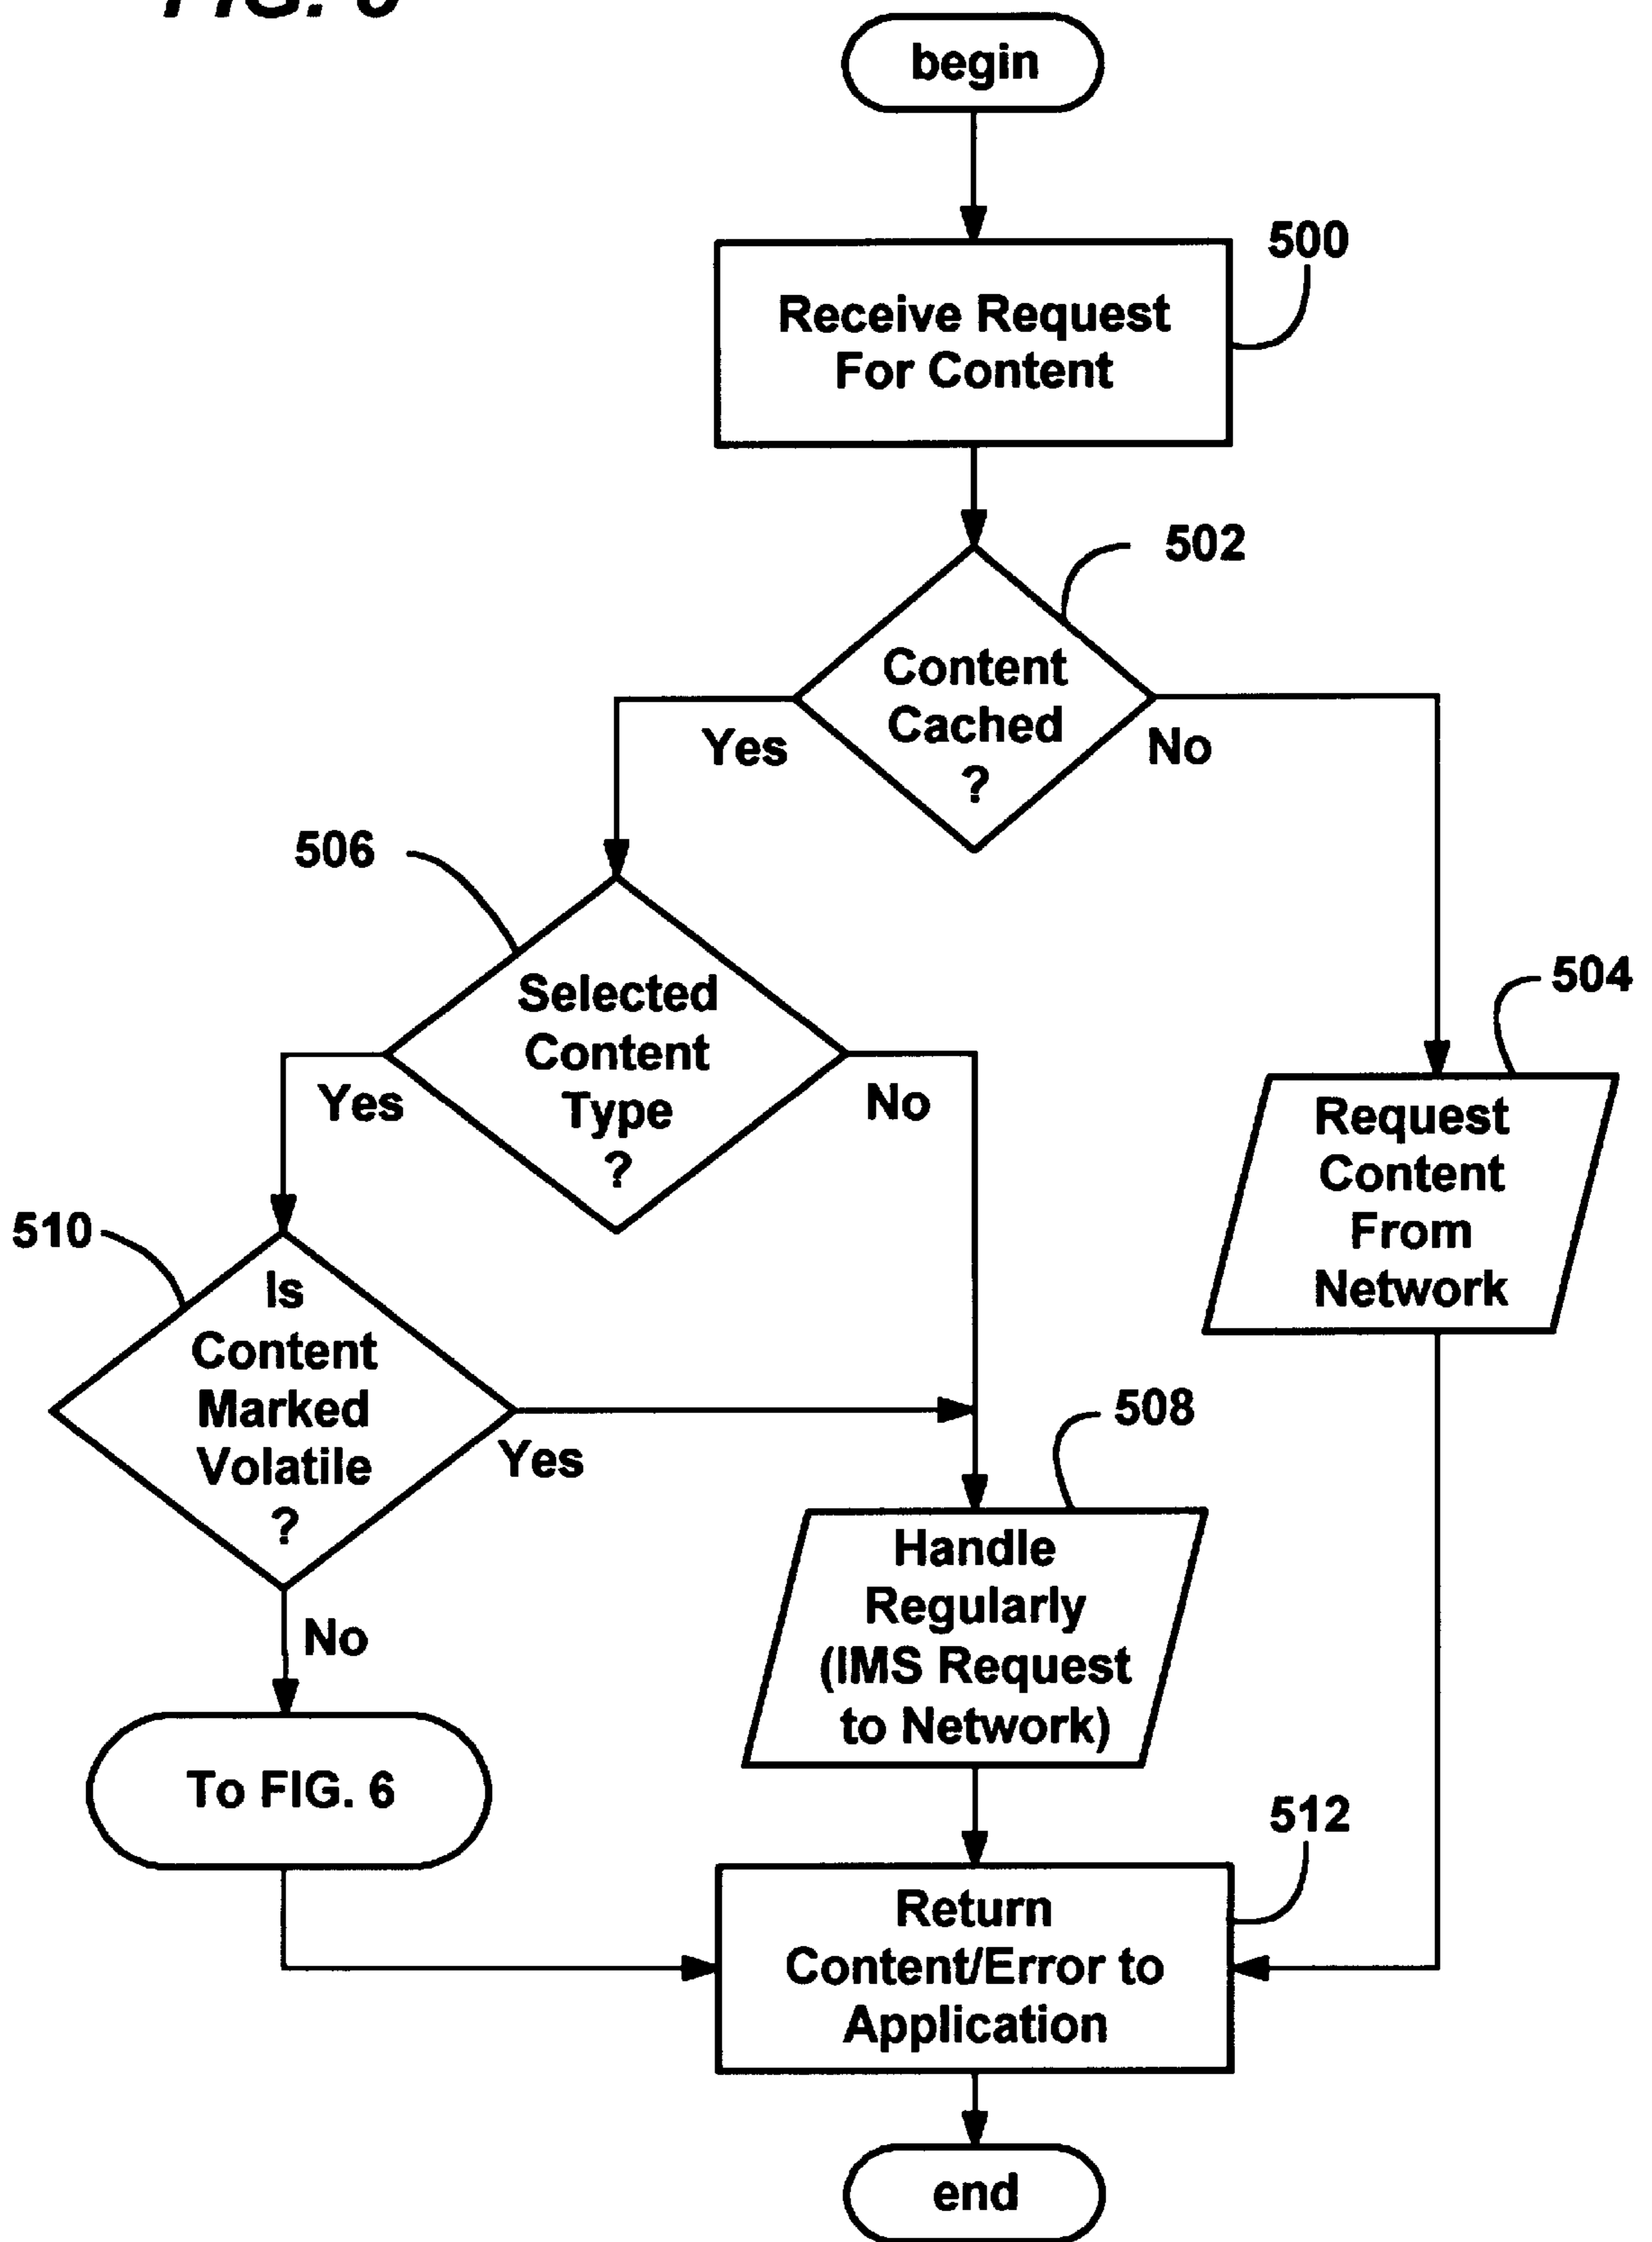 FIG. 5
begin
500
Receive Request
For Content
502
Content
Cached
?
Yes
No
506
Selected
Content
Type
?
Yes
No
504
Request
Content
From
Network
510
Is
Content
Marked
Volatile
?
Yes
No
508
Handle
Regularly
(IMS Request
to Network)
To FIG. 6
512
Return
Content/Error to
Application
end